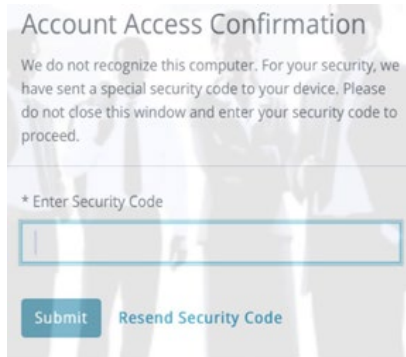 Account Access Confirmation
We do not recognize this computer. For your security, we
have sent a special security code to your device. Please
do not close this window and enter your security code to
proceed.
* Enter Security Code
Submit Resend Security Code